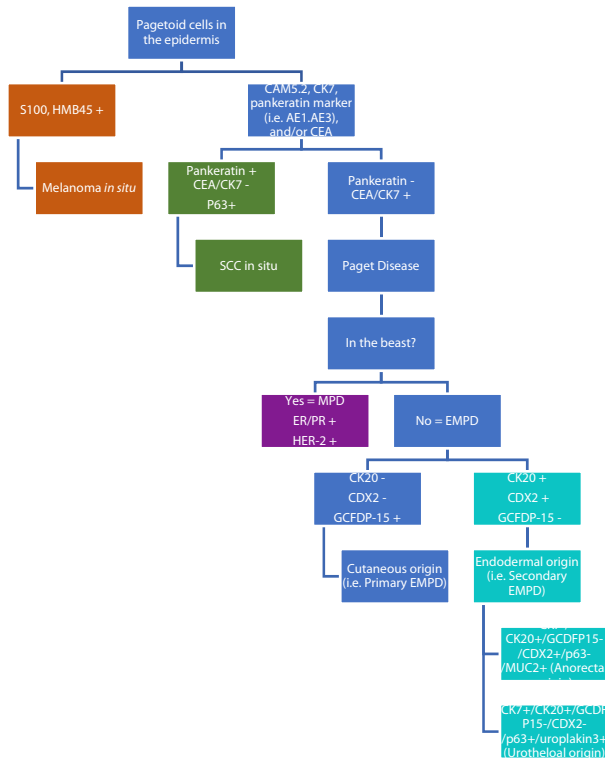 Pagetoid cells in
the epidermis
S100, HMB45 +
CAM5.2, CK7,
pankeratin marker
(i.e. AE1.AE3),
and/or CEA
Melanoma in situ
Pankeratin +
CEA/CK7 -
P63+
Pankeratin -
CEA/CK7 +
SCC in situ
Paget Disease
In the beast?
Yes = MPD
ER/PR +
HER-2 +
No = EMPD
CK20 -
CDX2 -
GCFDP-15 +
CK20 +
CDX2 +
GCFDP-15 -
Cutaneous origin
(i.e. Primary EMPD)
Endodermal origin
(i.e. Secondary
EMPD)
CK20+/GCDFP15-
/CDX2+/p63-
/MUC2+ (Anorecta
CK7+/CK20+/GCDF
P15-/CDX2-
/p63+/uroplakin3+
(Urotheloal origin)